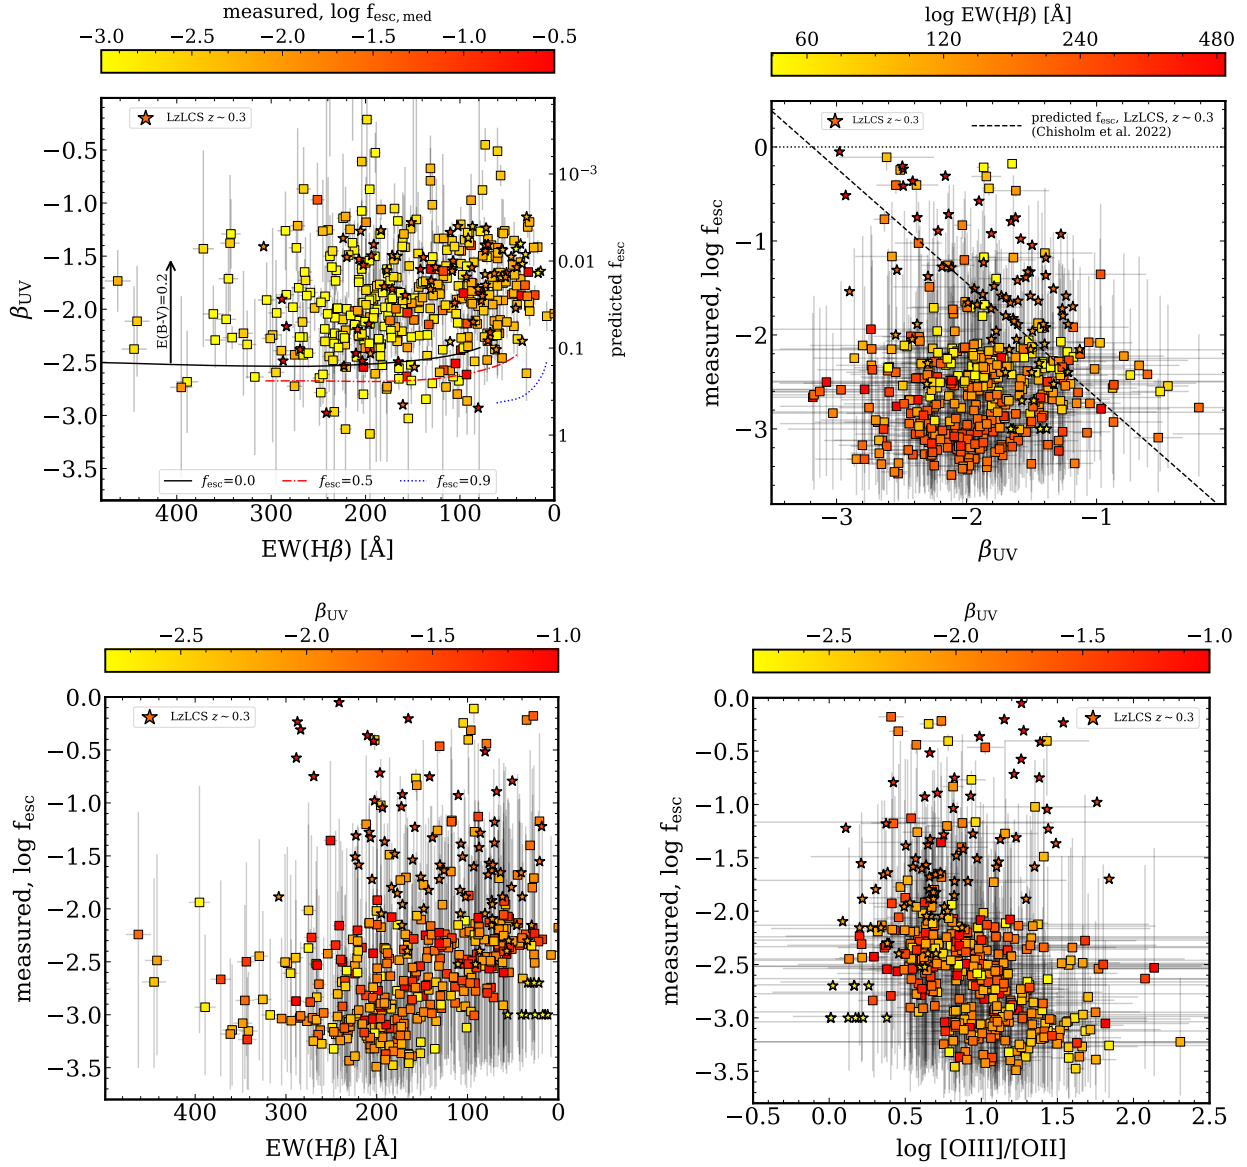 measured, log f_esc,med
−3.0 −2.5 −2.0 −1.5 −1.0 −0.5
LzLCS z ~ 0.3
−0.5
−1.0
−1.5
−2.0
−2.5
−3.0
−3.5
β_UV
E(B-V)=0.2
10⁻³
0.01
0.1
1
predicted f_esc
f_esc=0.0 f_esc=0.5 f_esc=0.9
400 300 200 100 0
EW(Hβ) [Å]
log EW(Hβ) [Å]
60 120 240 480
LzLCS z ~ 0.3
predicted f_esc, LzLCS, z ~ 0.3
(Chisholm et al. 2022)
0
−1
−2
−3
measured, log f_esc
−3 −2 −1
β_UV
β_UV
−2.5 −2.0 −1.5 −1.0
LzLCS z ~ 0.3
0.0
−0.5
−1.0
−1.5
−2.0
−2.5
−3.0
−3.5
measured, log f_esc
400 300 200 100 0
EW(Hβ) [Å]
β_UV
−2.5 −2.0 −1.5 −1.0
LzLCS z ~ 0.3
0.0
−0.5
−1.0
−1.5
−2.0
−2.5
−3.0
−3.5
measured, log f_esc
−0.5 0.0 0.5 1.0 1.5 2.0 2.5
log [OIII]/[OII]